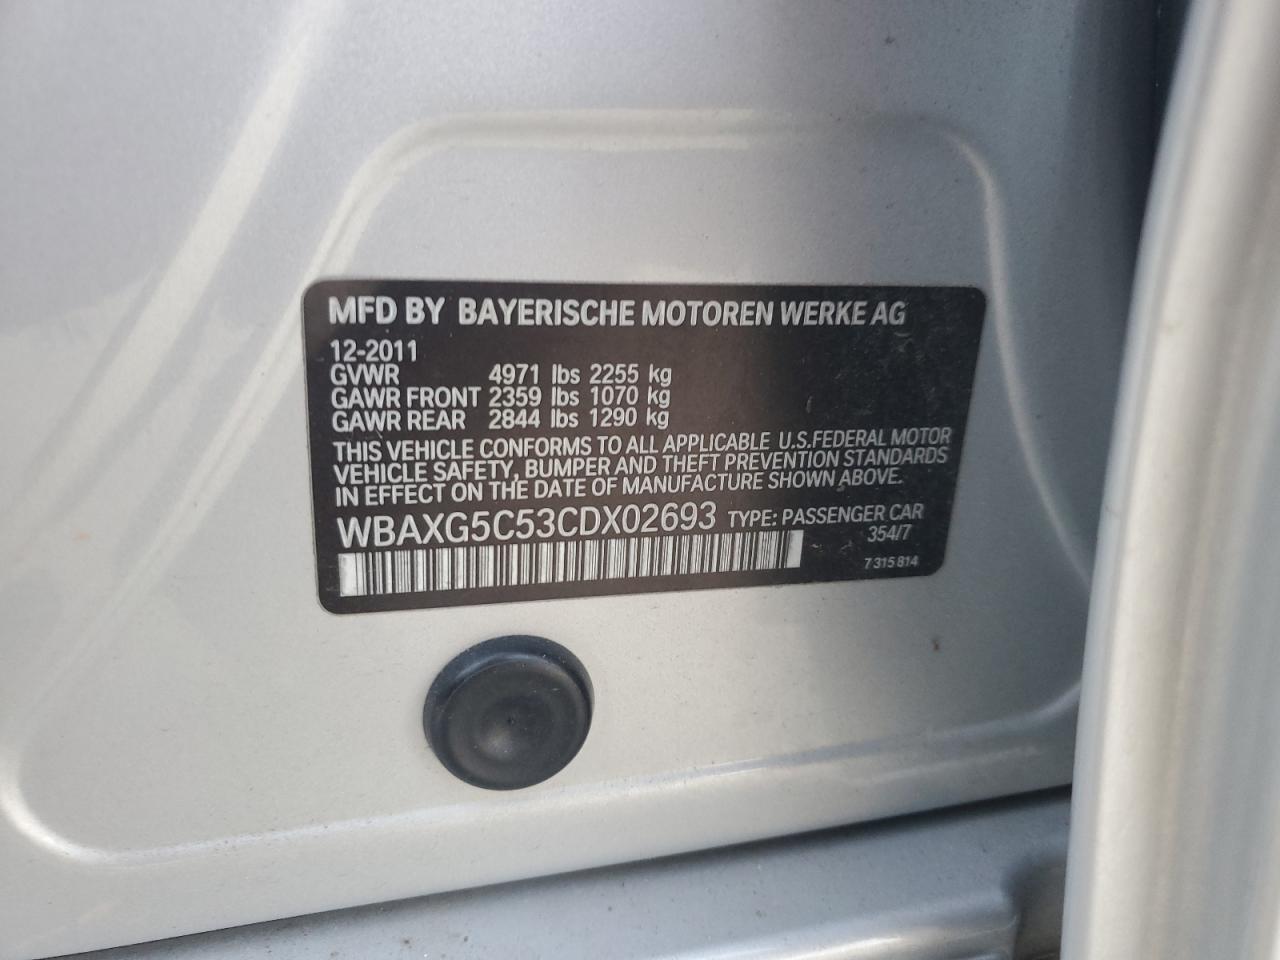 MFD BY BAYERISCHE MOTOREN WERKE AG
12-2011
GVWR 4971 lbs 2255 kg
GAWR FRONT 2359 lbs 1070 kg
GAWR REAR 2844 lbs 1290 kg
THIS VEHICLE CONFORMS TO ALL APPLICABLE U.S.FEDERAL MOTOR
VEHICLE SAFETY, BUMPER AND THEFT PREVENTION STANDARDS
IN EFFECT ON THE DATE OF MANUFACTURE SHOWN ABOVE.
WBAXG5C53CDX02693 TYPE: PASSENGER CAR
354/7
7 315 814